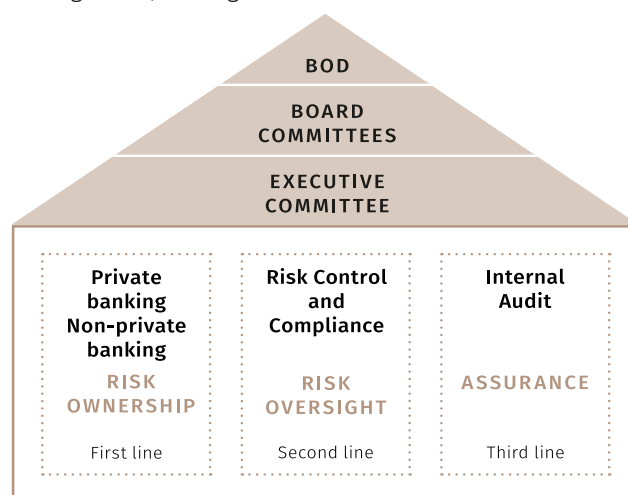 BOD
BOARD
COMMITTEES
EXECUTIVE
COMMITTEE
Private
banking
Non-private
banking
RISK
OWNERSHIP
First line
Risk Control
and
Compliance
RISK
OVERSIGHT
Second line
Internal
Audit
ASSURANCE
Third line